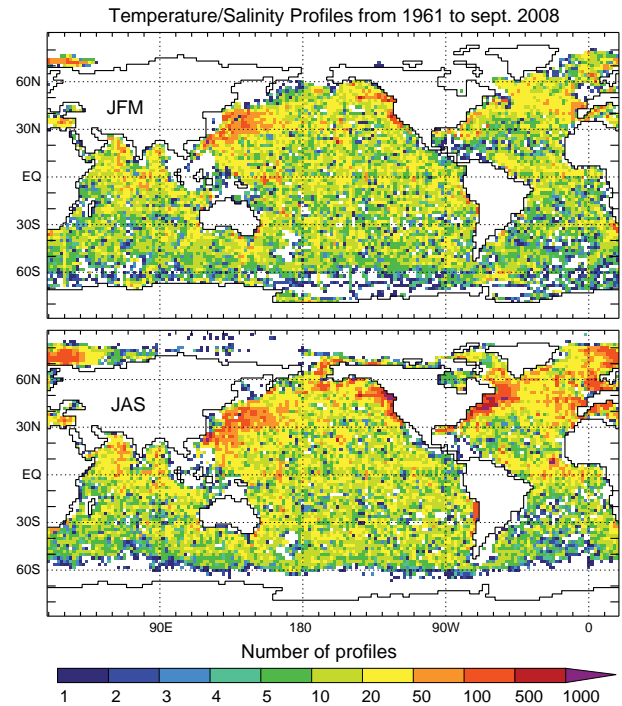 Temperature/Salinity Profiles from 1961 to sept. 2008
60N
JFM
30N
EQ
30S
60S
60N
JAS
30N
EQ
30S
60S
90E 180 90W 0
Number of profiles
1 2 3 4 5 10 20 50 100 500 1000